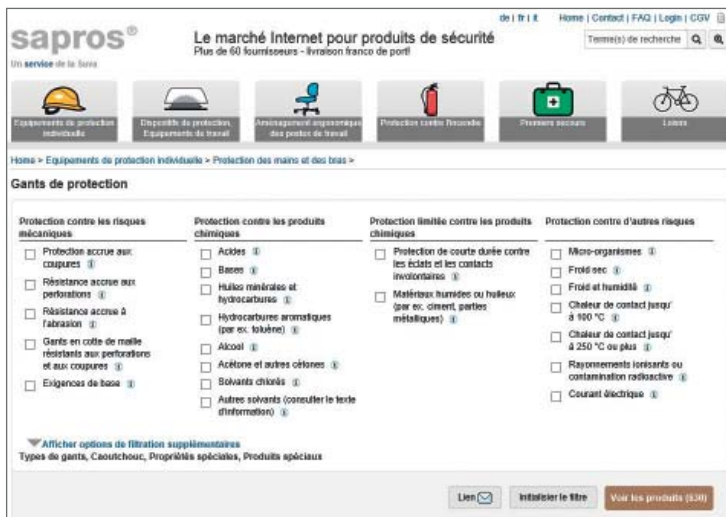 de | fr | it Home | Contact | FAQ | Login | CGV
sapros®
Un service de la Suva
Le marché Internet pour produits de sécurité
Plus de 60 fournisseurs - livraison franco de port!
Terme(s) de recherche
Equipements de protection individuelle
Dispositifs de protection, Equipements de travail
Aménagement ergonomique des postes de travail
Protection contre l'incendie
Premiers secours
Loisirs
Home > Equipements de protection individuelle > Protection des mains et des bras >
Gants de protection
Protection contre les risques
mécaniques
Protection accrue aux
coupures
Résistance accrue aux
perforations
Résistance accrue à
l'abrasion
Gants en cotte de maille
résistants aux perforations
et aux coupures
Exigences de base
Protection contre les produits
chimiques
Acides
Bases
Huiles minérales et
hydrocarbures
Hydrocarbures aromatiques
(par ex. toluène)
Alcool
Acétone et autres cétones
Solvants chlorés
Autres solvants (consulter le texte
d'information)
Protection limitée contre les produits
chimiques
Protection de courte durée contre
les éclats et les contacts
involontaires
Matériaux humides ou huileux
(par ex. ciment, parties
métalliques)
Protection contre d'autres risques
Micro-organismes
Froid sec
Froid et humidité
Chaleur de contact jusqu'
à 100 °C
Chaleur de contact jusqu'
à 250 °C ou plus
Rayonnements ionisants ou
contamination radioactive
Courant électrique
Afficher options de filtration supplémentaires
Types de gants, Caoutchouc, Propriétés spéciales, Produits spéciaux
Lien
Initialisier le filtre
Voir les produits (630)